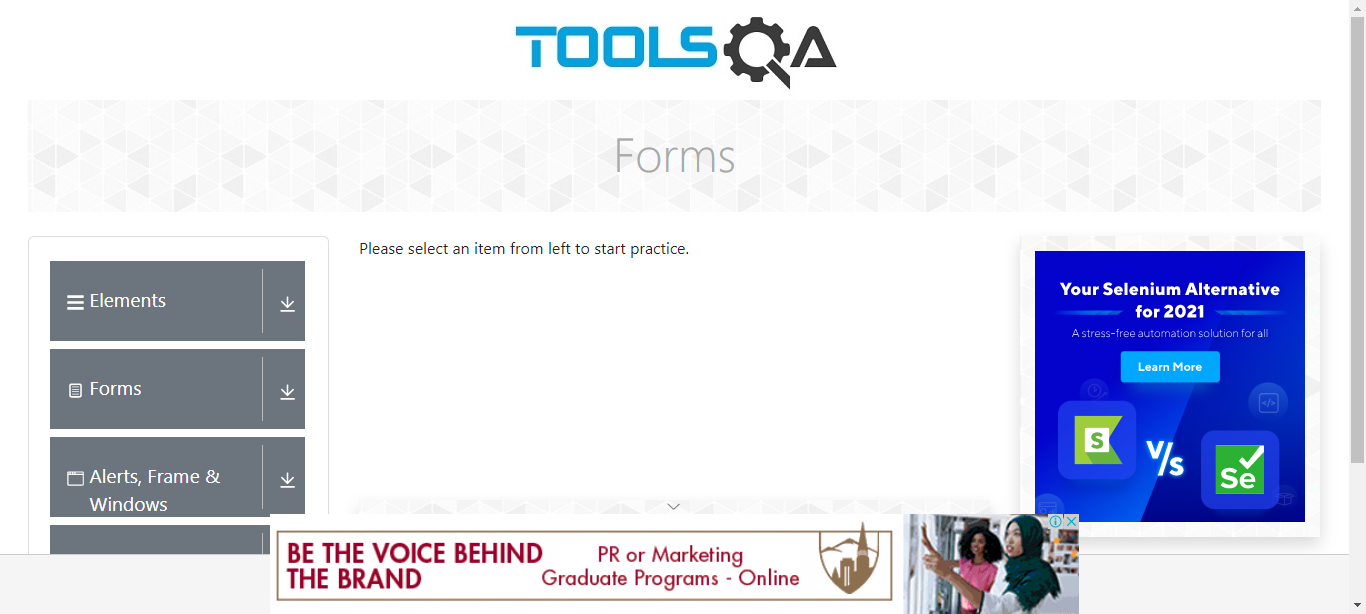 TOOLSQA
Forms
Elements
Forms
Alerts, Frame &
Windows
Please select an item from left to start practice.
Your Selenium Alternative
for 2021
A stress-free automation solution for all
Learn More
S
V/s
Se
BE THE VOICE BEHIND
THE BRAND
PR or Marketing
Graduate Programs - Online